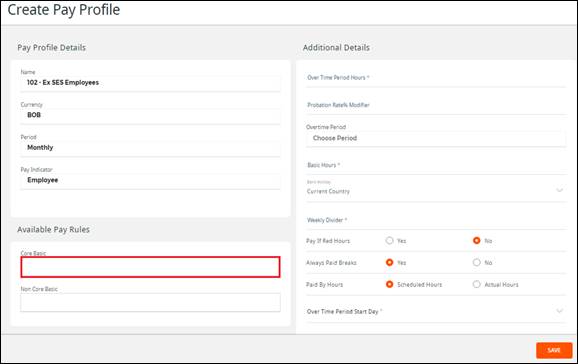 Create Pay Profile
Pay Profile Details
Name
102 - Ex SES Employees
Currency
BOB
Period
Monthly
Pay Indicator
Employee
Available Pay Rules
Core Basic
Non Core Basic
Additional Details
Over Time Period Hours *
Probation Rate% Modifier
Overtime Period
Choose Period
Basic Hours *
Bank Holiday
Current Country
Weekly Divider *
Pay If Red Hours Yes No
Always Paid Breaks Yes No
Paid By Hours Scheduled Hours Actual Hours
Over Time Period Start Day *
SAVE